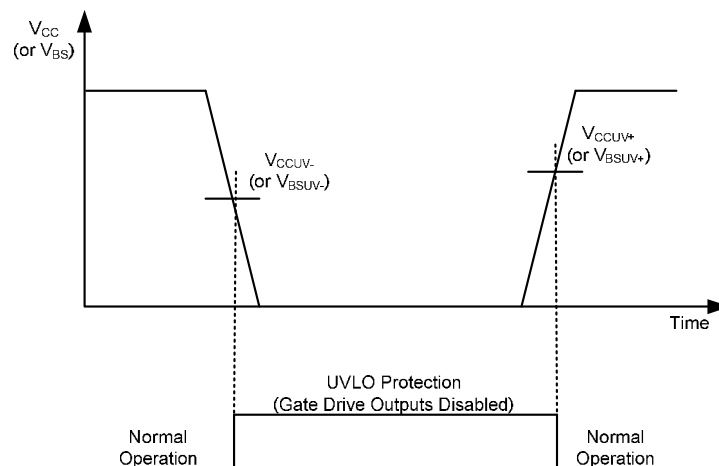 VCC
(or VBS)
VCCUV-
(or VBSUV-)
VCCUV+
(or VBSUV+)
Time
UVLO Protection
(Gate Drive Outputs Disabled)
Normal
Operation
Normal
Operation